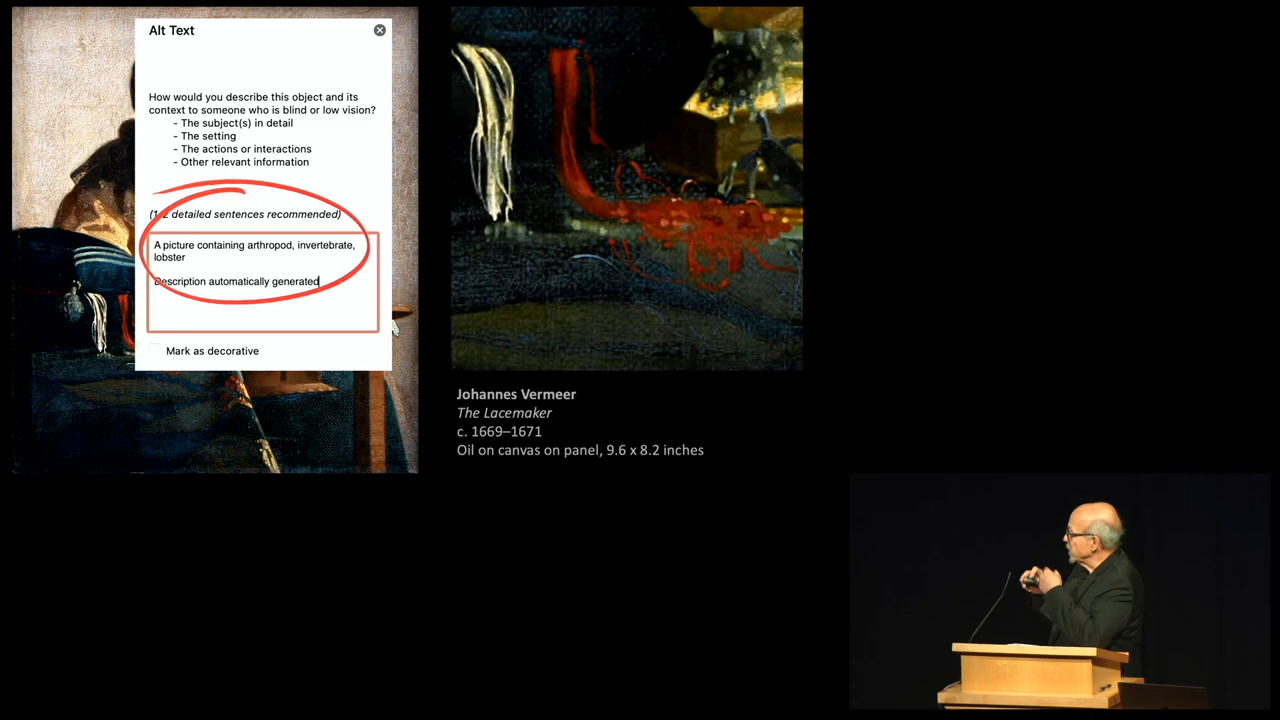 Alt Text
How would you describe this object and its
context to someone who is blind or low vision?
- The subject(s) in detail
- The setting
- The actions or interactions
- Other relevant information
(1-2 detailed sentences recommended)
A picture containing arthropod, invertebrate,
lobster
Description automatically generated
Mark as decorative
Johannes Vermeer
The Lacemaker
c. 1669–1671
Oil on canvas on panel, 9.6 x 8.2 inches